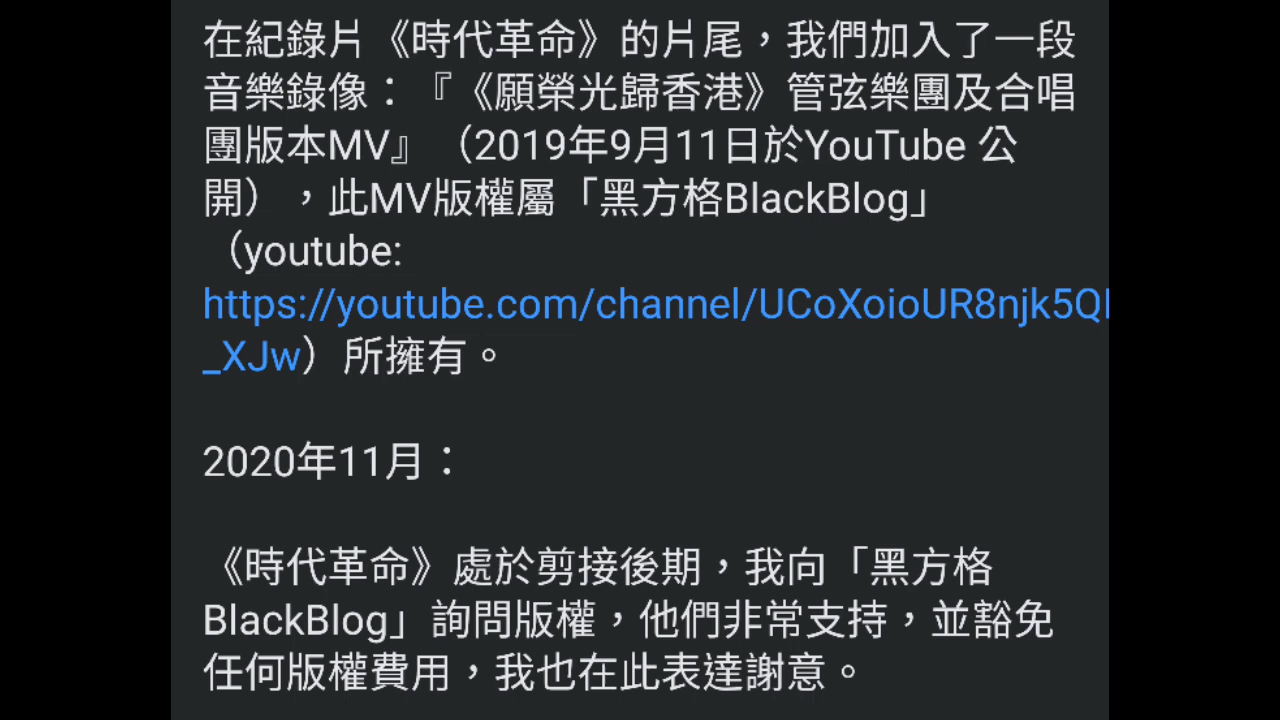 在紀錄片《時代革命》的片尾，我們加入了一段
音樂錄像：『《願榮光歸香港》管弦樂團及合唱
團版本MV』（2019年9月11日於YouTube 公
開），此MV版權屬「黑方格BlackBlog」
（youtube:
https://youtube.com/channel/UCoXoioUR8njk5Q
_XJw）所擁有。
2020年11月：
《時代革命》處於剪接後期，我向「黑方格
BlackBlog」詢問版權，他們非常支持，並豁免
任何版權費用，我也在此表達謝意。